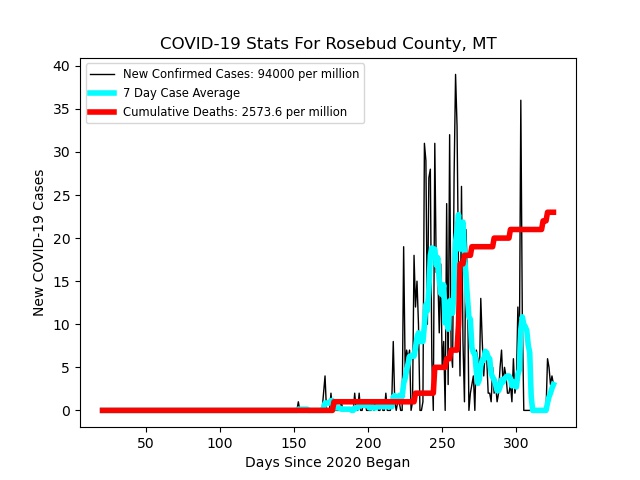 COVID-19 Stats For Rosebud County, MT
New Confirmed Cases: 94000 per million
7 Day Case Average
Cumulative Deaths: 2573.6 per million
40
35
30
25
20
15
10
5
0
New COVID-19 Cases
50 100 150 200 250 300
Days Since 2020 Began